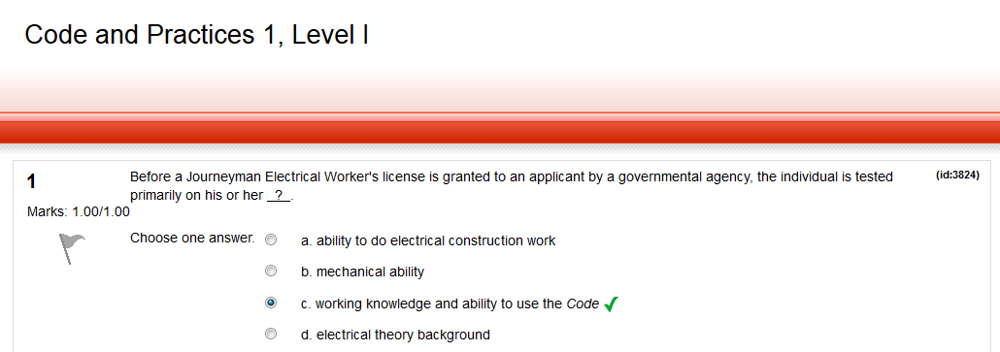 Code and Practices 1, Level I
1
Before a Journeyman Electrical Worker's license is granted to an applicant by a governmental agency, the individual is tested
(id:3824)
primarily on his or her _?_.
Marks: 1.00/1.00
Choose one answer.
a. ability to do electrical construction work
b. mechanical ability
c. working knowledge and ability to use the Code
d. electrical theory background